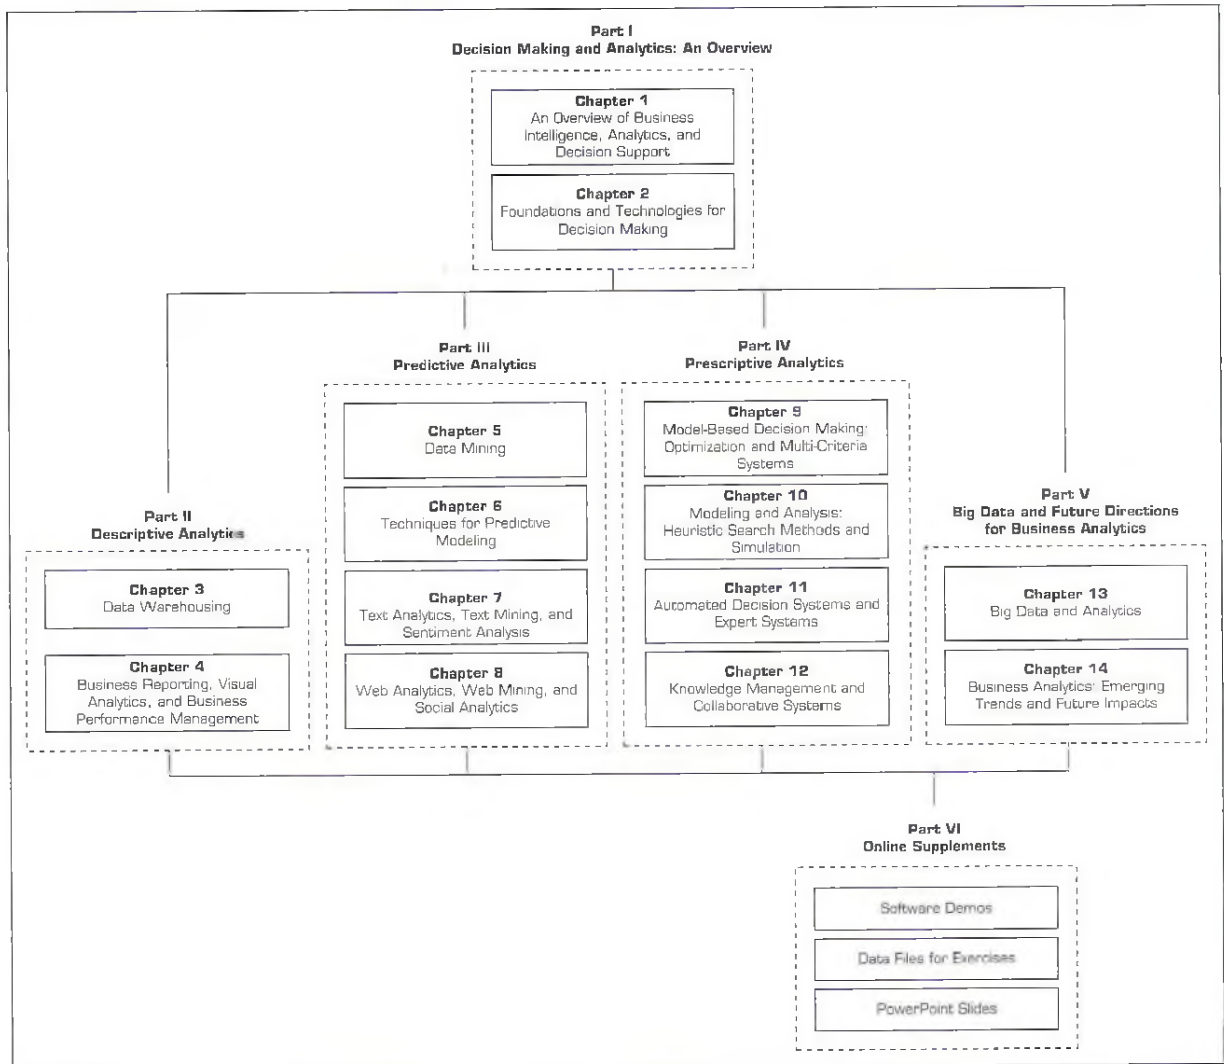 Part I
Decision Making and Analytics: An Overview
Chapter 1
An Overview of Business
Intelligence, Analytics, and
Decision Support
Chapter 2
Foundations and Technologies for
Decision Making
Part II
Descriptive Analytics
Chapter 3
Data Warehousing
Chapter 4
Business Reporting, Visual
Analytics, and Business
Performance Management
Part III
Predictive Analytics
Chapter 5
Data Mining
Chapter 6
Techniques for Predictive
Modeling
Chapter 7
Text Analytics, Text Mining, and
Sentiment Analysis
Chapter 8
Web Analytics, Web Mining, and
Social Analytics
Part IV
Prescriptive Analytics
Chapter 9
Model-Based Decision Making:
Optimization and Multi-Criteria
Systems
Chapter 10
Modeling and Analysis:
Heuristic Search Methods and
Simulation
Chapter 11
Automated Decision Systems and
Expert Systems
Chapter 12
Knowledge Management and
Collaborative Systems
Part V
Big Data and Future Directions
for Business Analytics
Chapter 13
Big Data and Analytics
Chapter 14
Business Analytics: Emerging
Trends and Future Impacts
Part VI
Online Supplements
Software Demos
Data Files for Exercises
PowerPoint Slides